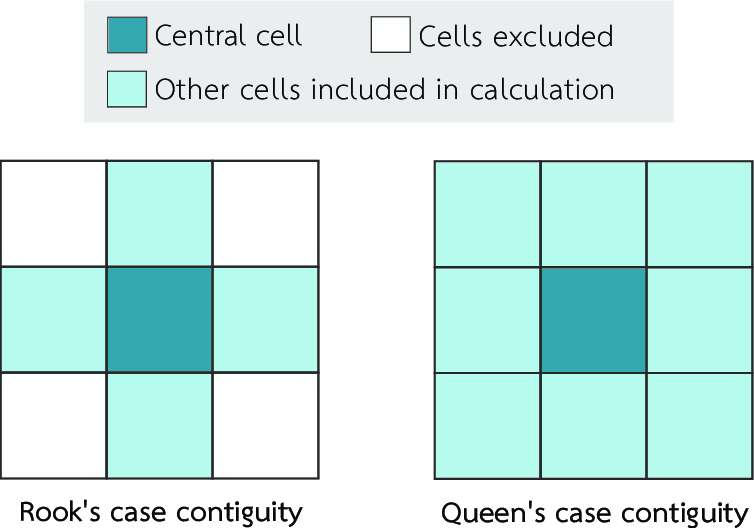 Central cell
Cells excluded
Other cells included in calculation
Rook's case contiguity
Queen's case contiguity